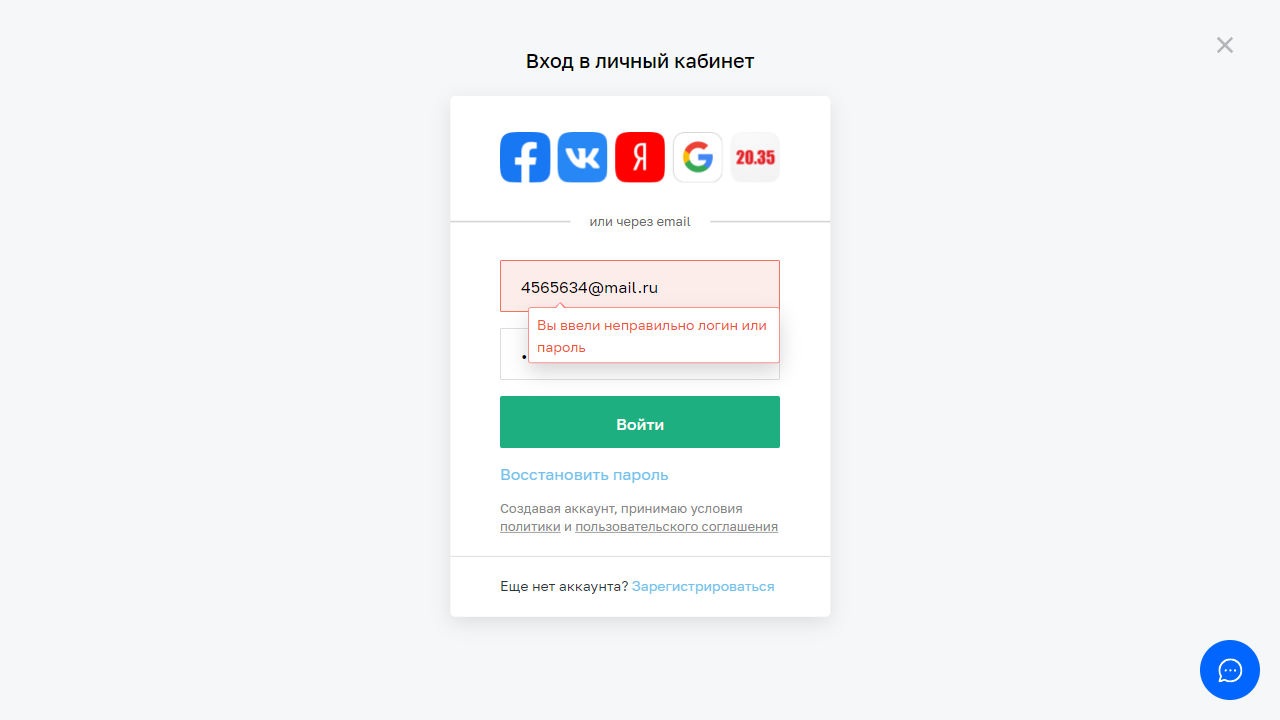 Вход в личный кабинет
20.35
или через email
4565634@mail.ru
Вы ввели неправильно логин или
пароль
Войти
Восстановить пароль
Создавая аккаунт, принимаю условия
политики и пользовательского соглашения
Еще нет аккаунта? Зарегистрироваться